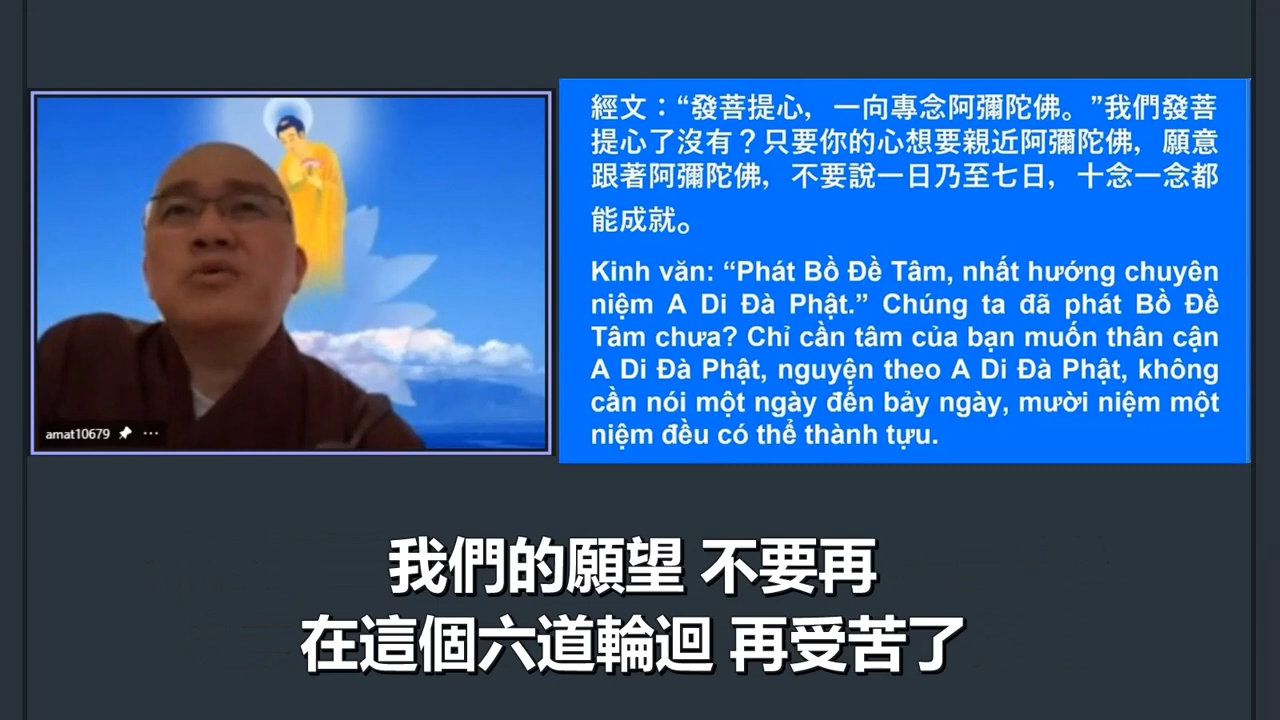 經文：“發菩提心，一向專念阿彌陀佛。”我們發菩
提心了沒有？只要你的心想要親近阿彌陀佛，願意
跟著阿彌陀佛，不要說一日乃至七日，十念一念都
能成就。
Kinh văn: “Phát Bồ Đề Tâm, nhất hướng chuyên
niệm A Di Đà Phật.” Chúng ta đã phát Bồ Đề
Tâm chưa? Chỉ cần tâm của bạn muốn thân cận
A Di Đà Phật, nguyện theo A Di Đà Phật, không
cần nói một ngày đến bảy ngày, mười niệm một
niệm đều có thể thành tựu.
amat10679
我們的願望 不要再
在這個六道輪迴 再受苦了